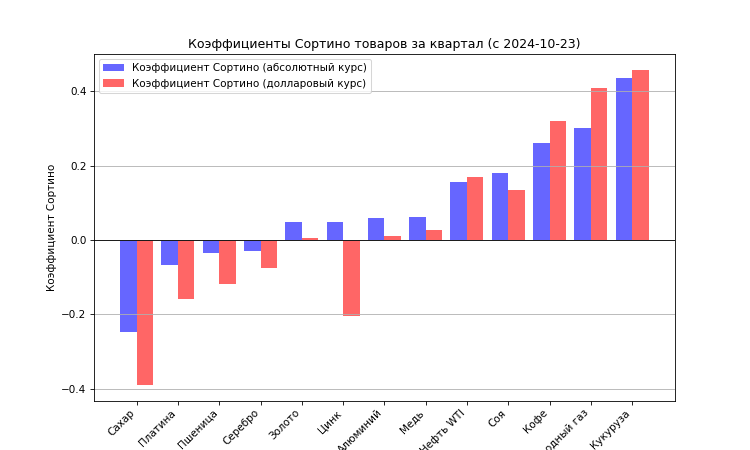 Коэффициенты Сортино товаров за квартал (с 2024-10-23)
Коэффициент Сортино (абсолютный курс)
Коэффициент Сортино (долларовый курс)
Коэффициент Сортино
0.4
0.2
0.0
−0.2
−0.4
Сахар
Платина
Пшеница
Серебро
Золото
Цинк
Алюминий
Медь
Нефть WTI
Соя
Кофе
газ
Кукуруза